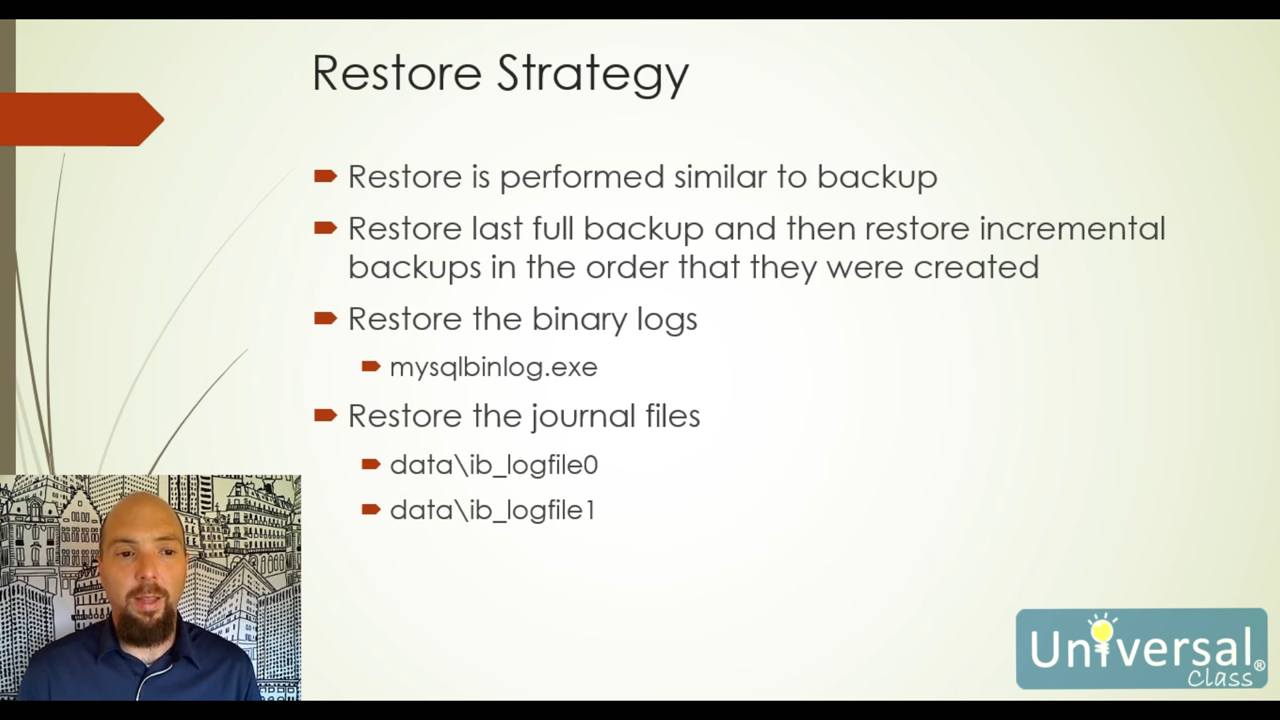 Restore Strategy
Restore is performed similar to backup
Restore last full backup and then restore incremental
backups in the order that they were created
Restore the binary logs
mysqlbinlog.exe
Restore the journal files
data\ib_logfile0
data\ib_logfile1
Universal®
Class